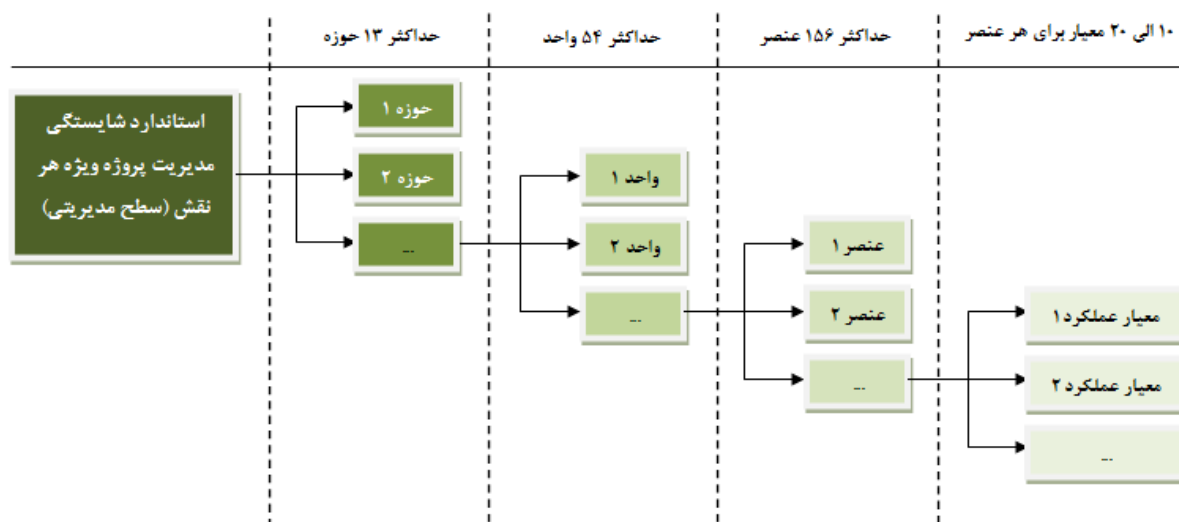 حداکثر ۱۳ حوزه
حداکثر ۵۴ واحد
حداکثر ۱۵۶ عنصر
۱۰ الی ۲۰ معیار برای هر عنصر
استاندارد شایستگی
مدیریت پروژه ویژه هر
نقش (سطح مدیریتی)
حوزه ۱
حوزه ۲
...
واحد ۱
واحد ۲
...
عنصر ۱
عنصر ۲
...
معیار عملکرد ۱
معیار عملکرد ۲
...